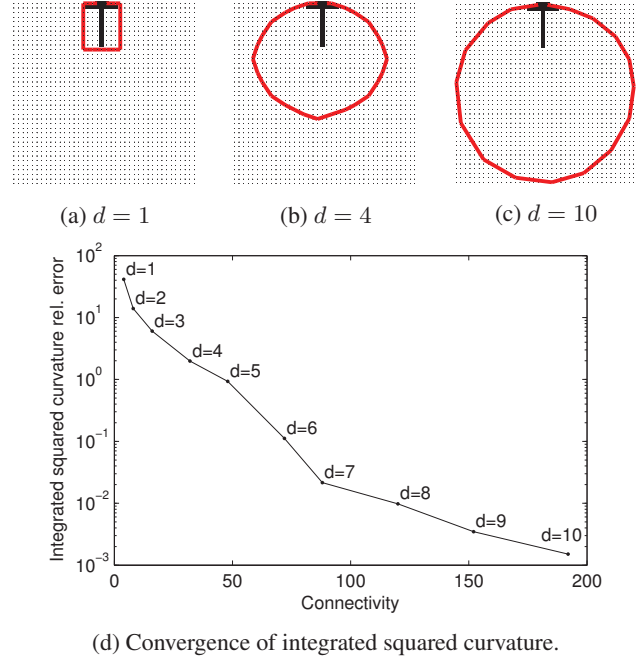 (a) d = 1
(b) d = 4
(c) d = 10
10^2
10^1
10^0
10^-1
10^-2
10^-3
Integrated squared curvature rel. error
d=1
d=2
d=3
d=4
d=5
d=6
d=7
d=8
d=9
d=10
0 50 100 150 200
Connectivity
(d) Convergence of integrated squared curvature.